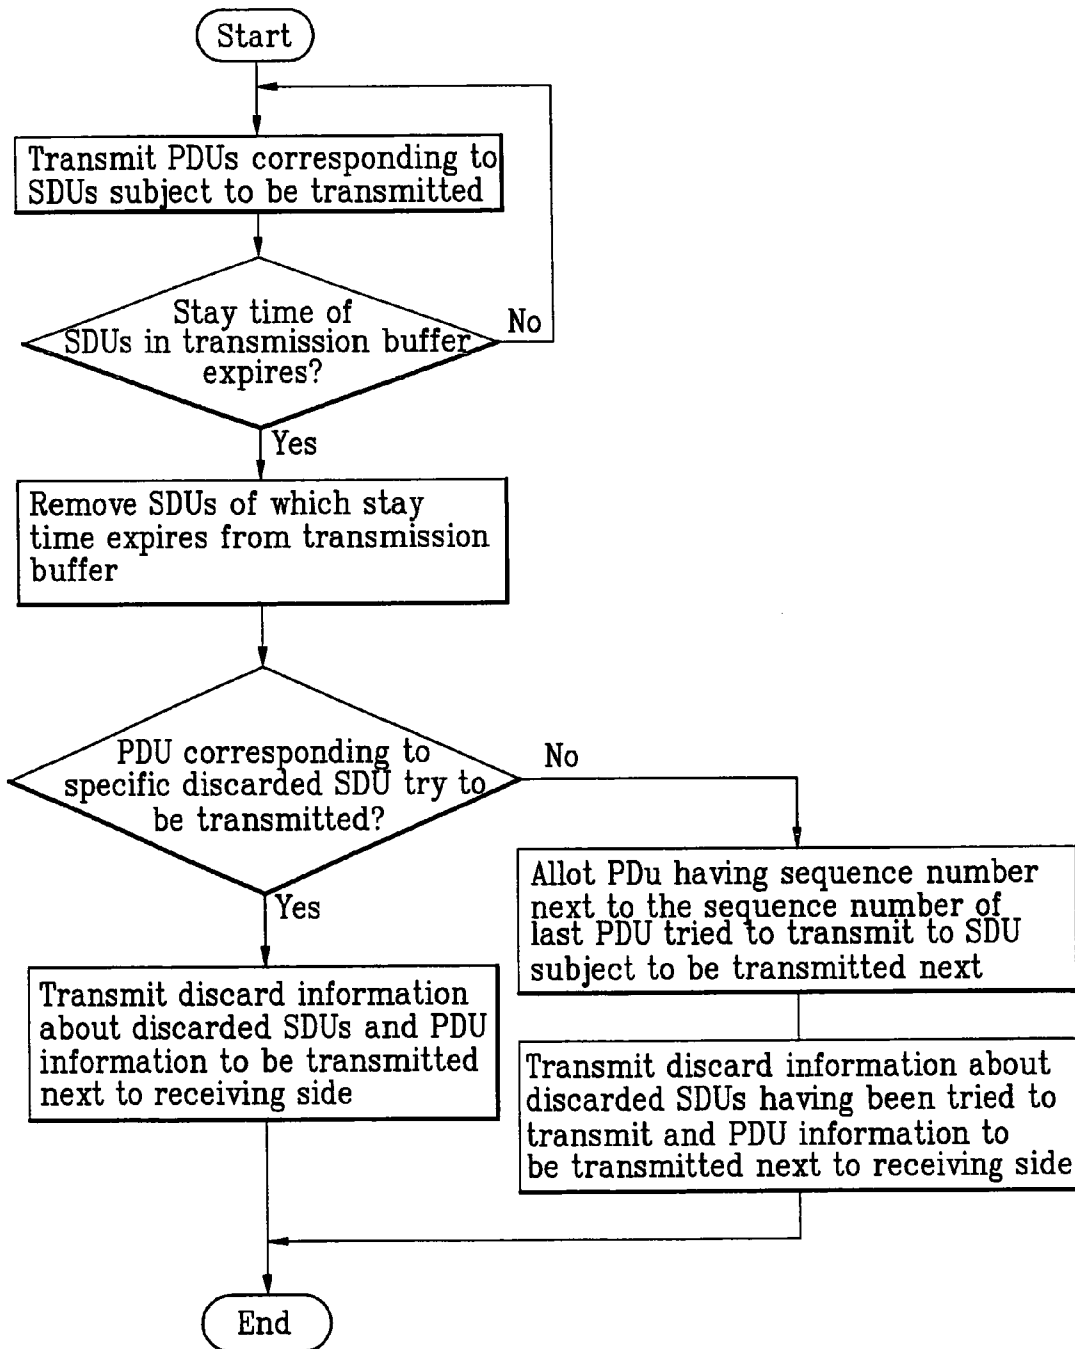 Start
Transmit PDUs corresponding to
SDUs subject to be transmitted
Stay time of
SDUs in transmission buffer
expires?
No
Yes
Remove SDUs of which stay
time expires from transmission
buffer
PDU corresponding to
specific discarded SDU try to
be transmitted?
No
Yes
Allot PDu having sequence number
next to the sequence number of
last PDU tried to transmit to SDU
subject to be transmitted next
Transmit discard information
about discarded SDUs and PDU
information to be transmitted
next to receiving side
Transmit discard information about
discarded SDUs having been tried to
transmit and PDU information to
be transmitted next to receiving side
End